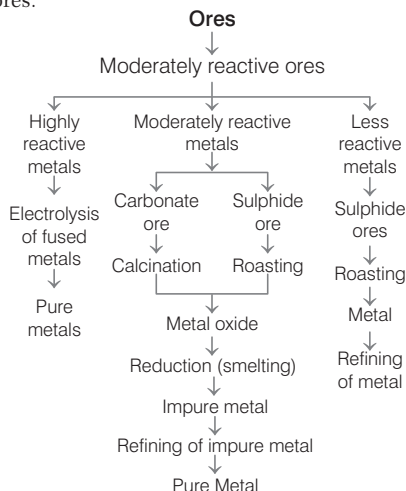 ores.
Ores
Moderately reactive ores
Highly
reactive
metals
Electrolysis
of fused
metals
Pure
metals
Moderately reactive
metals
Carbonate
ore
Calcination
Sulphide
ore
Roasting
Metal oxide
Reduction (smelting)
Impure metal
Refining of impure metal
Pure Metal
Less
reactive
metals
Sulphide
ores
Roasting
Metal
Refining
of metal